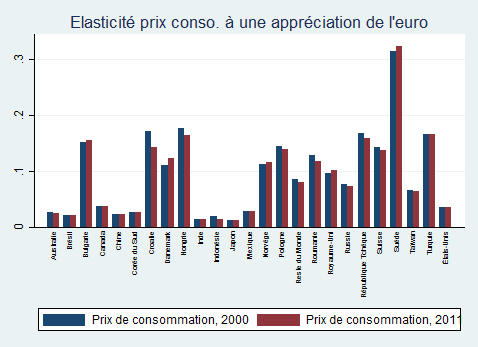 Elasticité prix conso. à une appréciation de l'euro
.3
.2
.1
0
Australie
Brésil
Bulgarie
Canada
Chine
Corée du Sud
Croatie
Danemark
Hongrie
Inde
Indonésie
Japon
Mexique
Norvège
Pologne
Reste du Monde
Roumanie
Royaume-Uni
Russie
République Tchèque
Suisse
Suède
Taiwan
Turquie
États-Unis
Prix de consommation, 2000
Prix de consommation, 2011